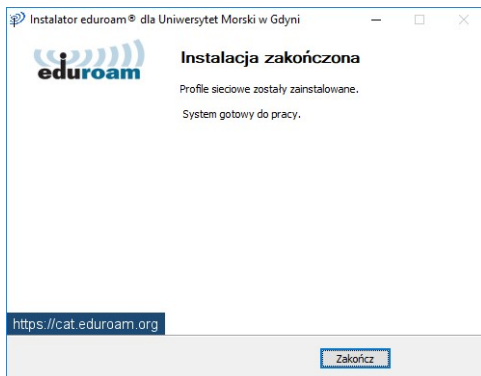 Instalator eduroam® dla Uniwersytet Morski w Gdyni
eduroam
Instalacja zakończona
Profile sieciowe zostały zainstalowane.
System gotowy do pracy.
https://cat.eduroam.org
Zakończ